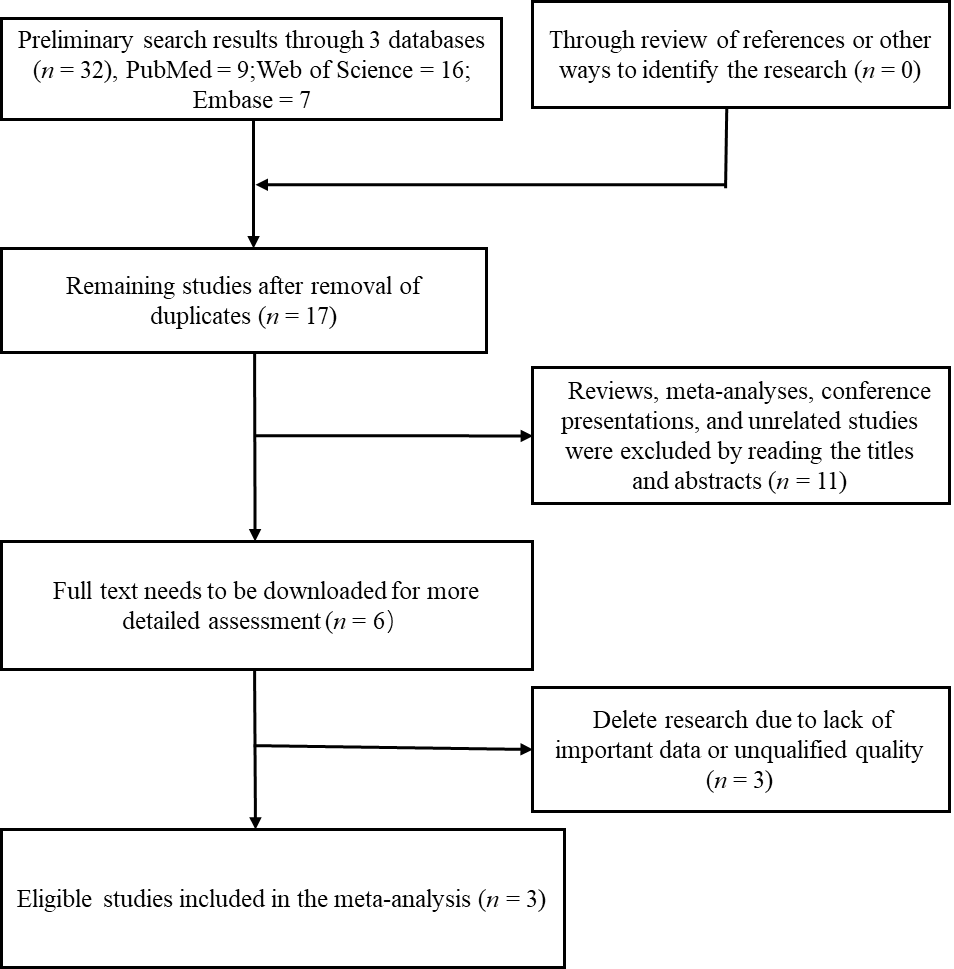 Preliminary search results through 3 databases
(n = 32), PubMed = 9;Web of Science = 16;
Embase = 7
Through review of references or other
ways to identify the research (n = 0)
Remaining studies after removal of
duplicates (n = 17)
Reviews, meta-analyses, conference
presentations, and unrelated studies
were excluded by reading the titles
and abstracts (n = 11)
Full text needs to be downloaded for more
detailed assessment (n = 6)
Delete research due to lack of
important data or unqualified quality
(n = 3)
Eligible studies included in the meta-analysis (n = 3)